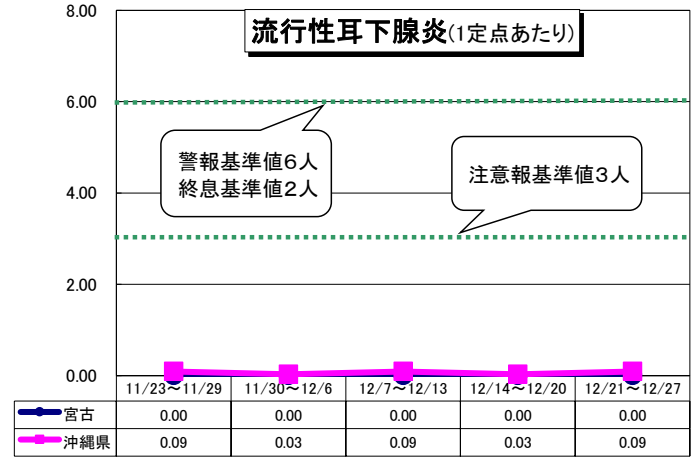 流行性耳下腺炎(1定点あたり)
8.00
6.00
警報基準値6人
終息基準値2人
注意報基準値3人
4.00
2.00
0.00
11/23～11/29 11/30～12/6 12/7～12/13 12/14～12/20 12/21～12/27
宮古 0.00 0.00 0.00 0.00 0.00
沖縄県 0.09 0.03 0.09 0.03 0.09